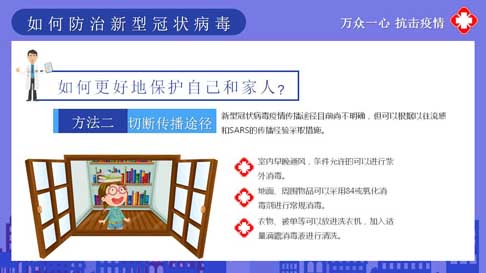 如何防治新型冠状病毒
万众一心 抗击疫情
如何更好地保护自己和家人?
方法二 切断传播途径
新型冠状病毒疫情传播途径目前尚不明确，但可以根据以往流感
和SARS的传播经验采取措施。
室内早晚通风，条件允许的可以进行紫
外消毒。
地面、周围物品可以采用84或氧化消
毒剂进行常规消毒。
衣物、被单等可以放进洗衣机，加入适
量滴露消毒液进行清洗。